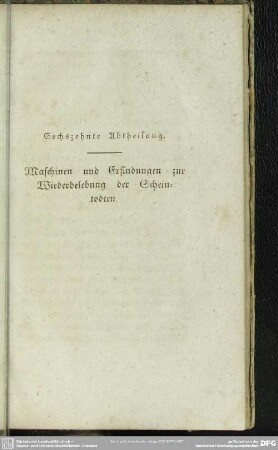 Sechszehnte Abtheilung.
Maschinen und Erfindungen zur
Wiederbelebung der Schein-
todten